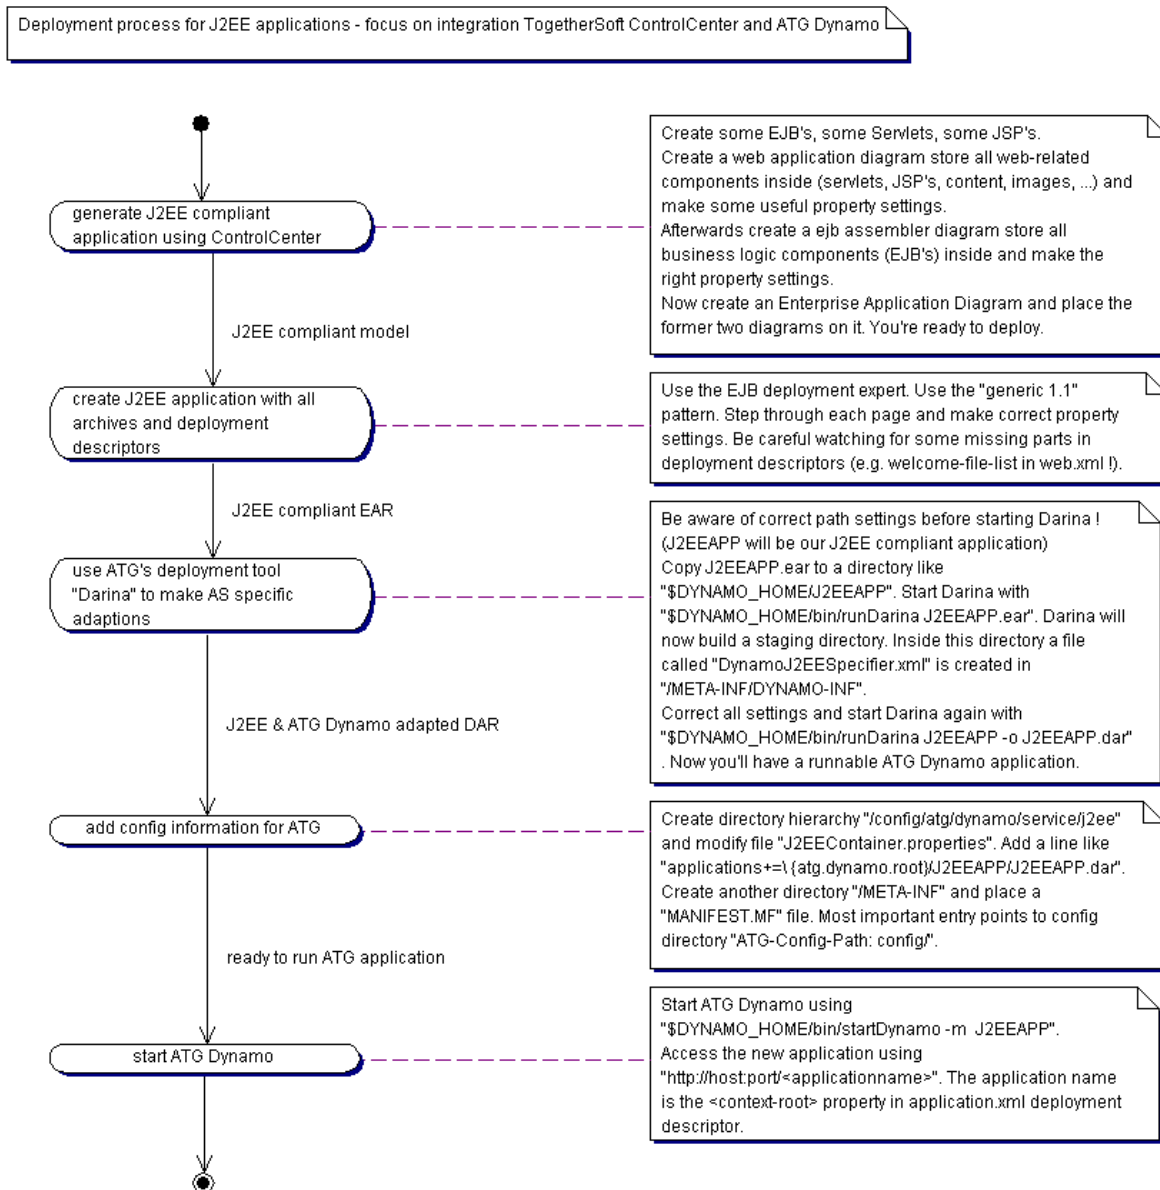 Deployment process for J2EE applications - focus on integration TogetherSoft ControlCenter and ATG Dynamo
generate J2EE compliant
application using ControlCenter
Create some EJB's, some Servlets, some JSP's.
Create a web application diagram store all web-related
components inside (servlets, JSP's, content, images, ...) and
make some useful property settings.
Afterwards create a ejb assembler diagram store all
business logic components (EJB's) inside and make the
right property settings.
Now create an Enterprise Application Diagram and place the
former two diagrams on it. You're ready to deploy.
J2EE compliant model
create J2EE application with all
archives and deployment
descriptors
Use the EJB deployment expert. Use the "generic 1.1"
pattern. Step through each page and make correct property
settings. Be careful watching for some missing parts in
deployment descriptors (e.g. welcome-file-list in web.xml !).
J2EE compliant EAR
use ATG's deployment tool
"Darina" to make AS specific
adaptions
Be aware of correct path settings before starting Darina !
(J2EEAPP will be our J2EE compliant application)
Copy J2EEAPP.ear to a directory like
"$DYNAMO_HOME/J2EEAPP". Start Darina with
"$DYNAMO_HOME/bin/runDarina J2EEAPP.ear". Darina will
now build a staging directory. Inside this directory a file
called "DynamoJ2EESpecifier.xml" is created in
"/META-INF/DYNAMO-INF".
Correct all settings and start Darina again with
"$DYNAMO_HOME/bin/runDarina J2EEAPP -o J2EEAPP.dar"
. Now you'll have a runnable ATG Dynamo application.
J2EE & ATG Dynamo adapted DAR
add config information for ATG
Create directory hierarchy "/config/atg/dynamo/service/j2ee"
and modify file "J2EEContainer.properties". Add a line like
"applications+=\{atg.dynamo.root}/J2EEAPP/J2EEAPP.dar".
Create another directory "/META-INF" and place a
"MANIFEST.MF" file. Most important entry points to config
directory "ATG-Config-Path: config/".
ready to run ATG application
start ATG Dynamo
Start ATG Dynamo using
"$DYNAMO_HOME/bin/startDynamo -m  J2EEAPP".
Access the new application using
"http://host:port/<applicationname>". The application name
is the <context-root> property in application.xml deployment
descriptor.